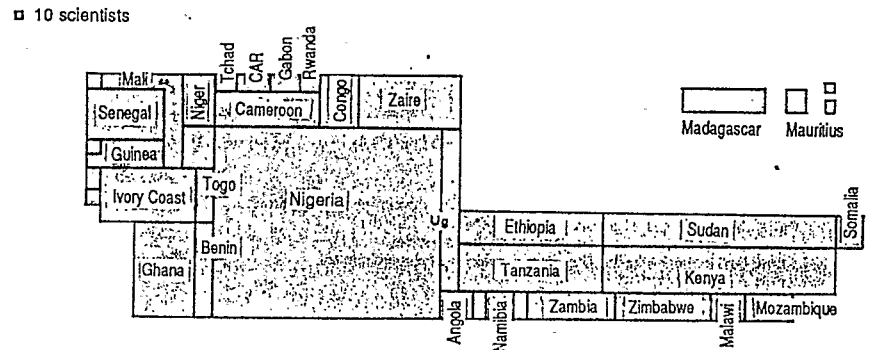 10 scientists
Tchad
CAR
Gabon
Rwanda
Mali
Niger
Congo
Zaire
Senegal
Cameroon
Madagascar
Mauritius
Guinea
Ivory Coast
Togo
Nigeria
Ug
Ethiopia
Sudan
Somalia
Benin
Ghana
Tanzania
Kenya
Angola
Namibia
Zambia
Zimbabwe
Malawi
Mozambique